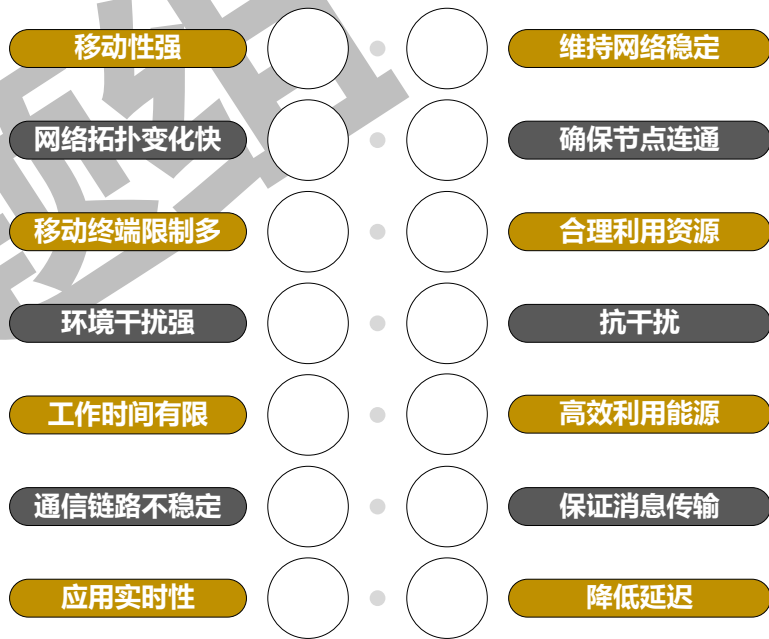 移动性强 维持网络稳定
网络拓扑变化快 确保节点连通
移动终端限制多 合理利用资源
环境干扰强 抗干扰
工作时间有限 高效利用能源
通信链路不稳定 保证消息传输
应用实时性 降低延迟